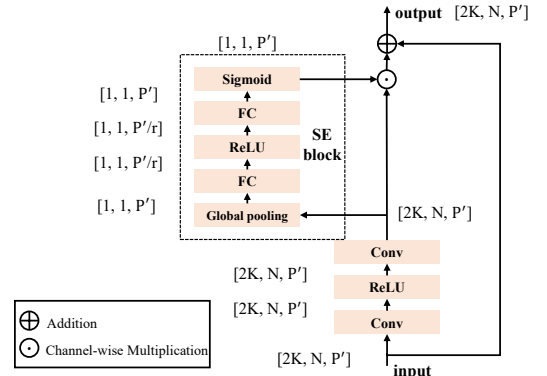 output [2K, N, P′]
[1, 1, P′]
Sigmoid
[1, 1, P′]
FC
[1, 1, P′/r]
ReLU
SE
block
[1, 1, P′/r]
FC
[1, 1, P′]
Global pooling
[2K, N, P′]
Conv
[2K, N, P′]
ReLU
[2K, N, P′]
Conv
Addition
Channel-wise Multiplication
[2K, N, P′]
input